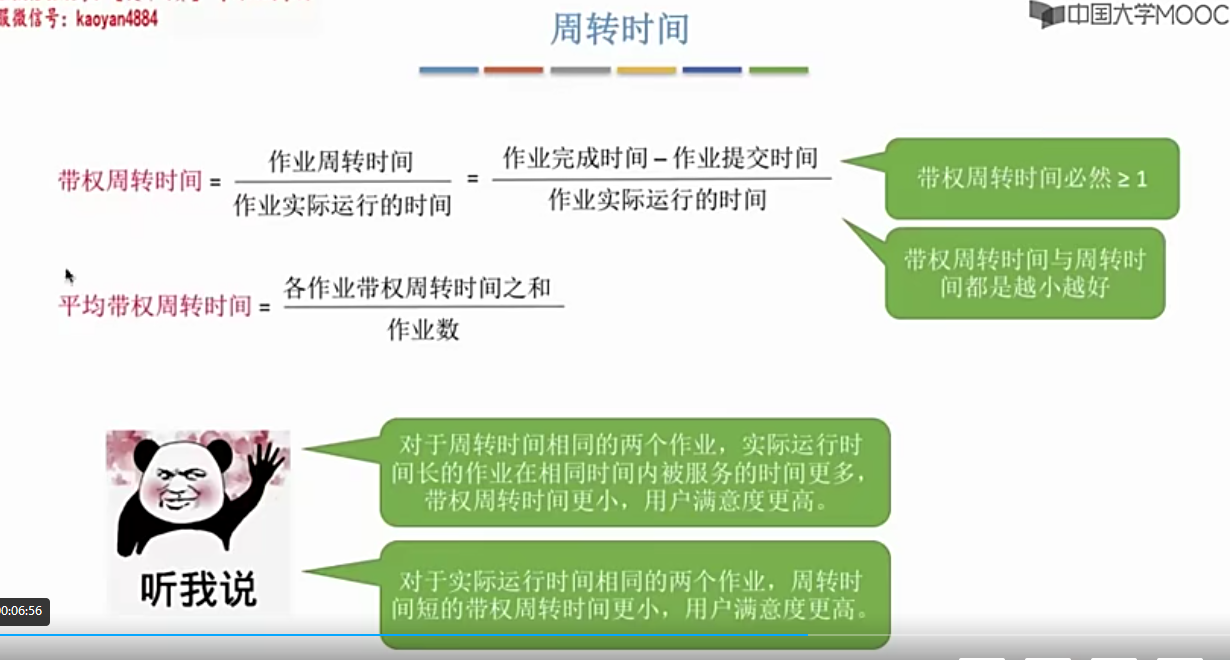 服微信号：kaoyan4884
周转时间
中国大学MOOC
带权周转时间 = 作业周转时间 / 作业实际运行的时间 = 作业完成时间 – 作业提交时间 / 作业实际运行的时间
带权周转时间必然 ≥ 1
带权周转时间与周转时
间都是越小越好
平均带权周转时间 = 各作业带权周转时间之和 / 作业数
对于周转时间相同的两个作业，实际运行时
间长的作业在相同时间内被服务的时间更多，
带权周转时间更小，用户满意度更高。
听我说
对于实际运行时间相同的两个作业，周转时
间短的带权周转时间更小，用户满意度更高。
0:06:56